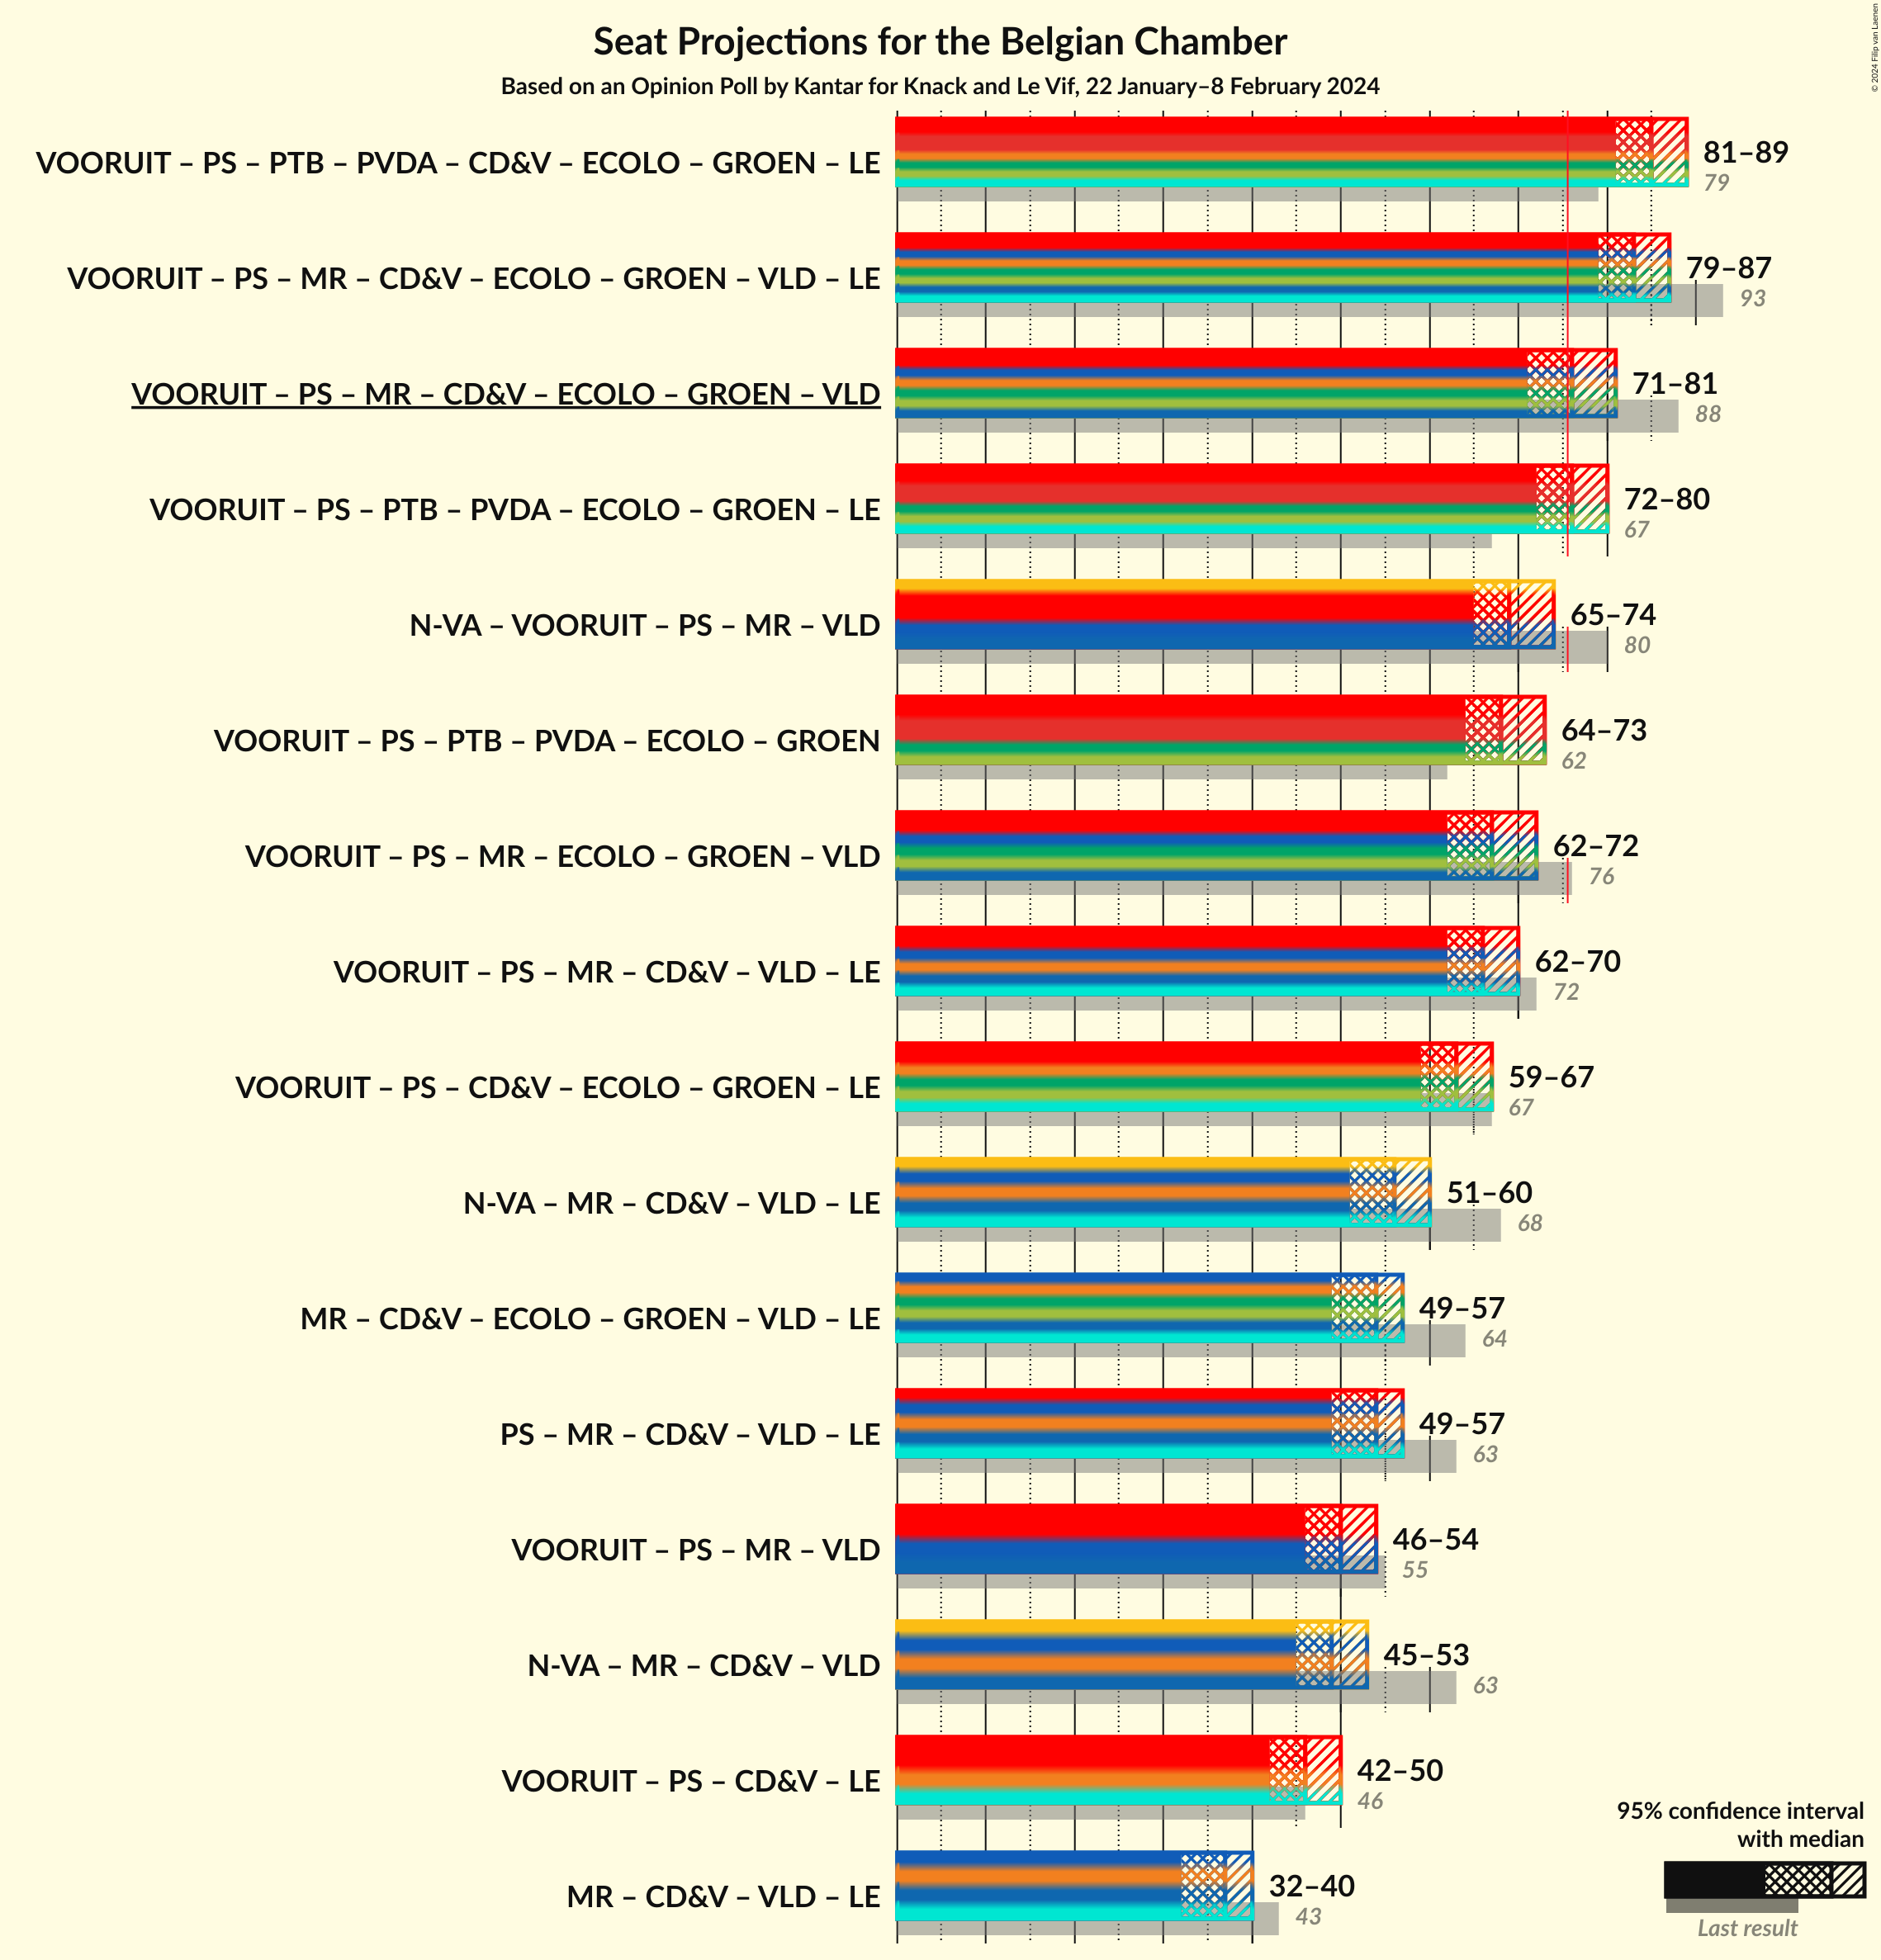 Seat Projections for the Belgian Chamber
Based on an Opinion Poll by Kantar for Knack and Le Vif, 22 January–8 February 2024
© 2024 Filip van Laenen
VOORUIT – PS – PTB – PVDA – CD&V – ECOLO – GROEN – LE
81–89
79
VOORUIT – PS – MR – CD&V – ECOLO – GROEN – VLD – LE
79–87
93
VOORUIT – PS – MR – CD&V – ECOLO – GROEN – VLD
71–81
88
VOORUIT – PS – PTB – PVDA – ECOLO – GROEN – LE
72–80
67
N-VA – VOORUIT – PS – MR – VLD
65–74
80
VOORUIT – PS – PTB – PVDA – ECOLO – GROEN
64–73
62
VOORUIT – PS – MR – ECOLO – GROEN – VLD
62–72
76
VOORUIT – PS – MR – CD&V – VLD – LE
62–70
72
VOORUIT – PS – CD&V – ECOLO – GROEN – LE
59–67
67
N-VA – MR – CD&V – VLD – LE
51–60
68
MR – CD&V – ECOLO – GROEN – VLD – LE
49–57
64
PS – MR – CD&V – VLD – LE
49–57
63
VOORUIT – PS – MR – VLD
46–54
55
N-VA – MR – CD&V – VLD
45–53
63
VOORUIT – PS – CD&V – LE
42–50
46
MR – CD&V – VLD – LE
32–40
43
95% confidence interval
with median
Last result